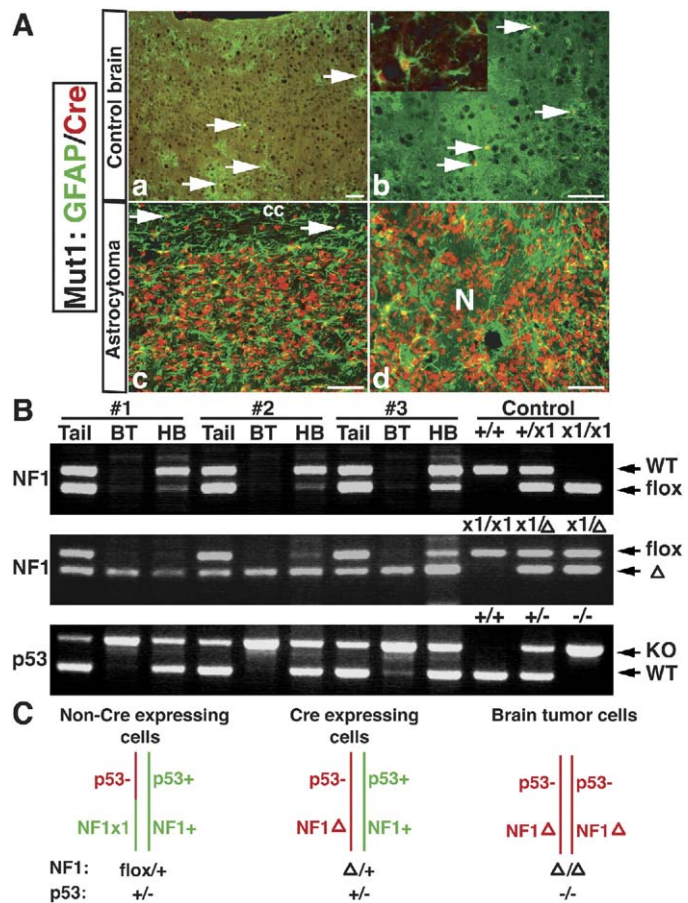 A
Mut1: GFAP/Cre
Control brain
a
b
Astrocytoma
cc
c
N
d
B
#1 #2 #3 Control
Tail BT HB Tail BT HB Tail BT HB +/+ +/x1 x1/x1
NF1
WT
flox
x1/x1 x1/Δ x1/Δ
NF1
flox
Δ
+/+ +/- -/-
p53
KO
WT
C
Non-Cre expressing cells
Cre expressing cells
Brain tumor cells
p53- p53+ p53- p53+ p53- p53-
NF1x1 NF1+ NF1Δ NF1+ NF1Δ NF1Δ
NF1: flox/+ Δ/+ Δ/Δ
p53: +/- +/- -/-